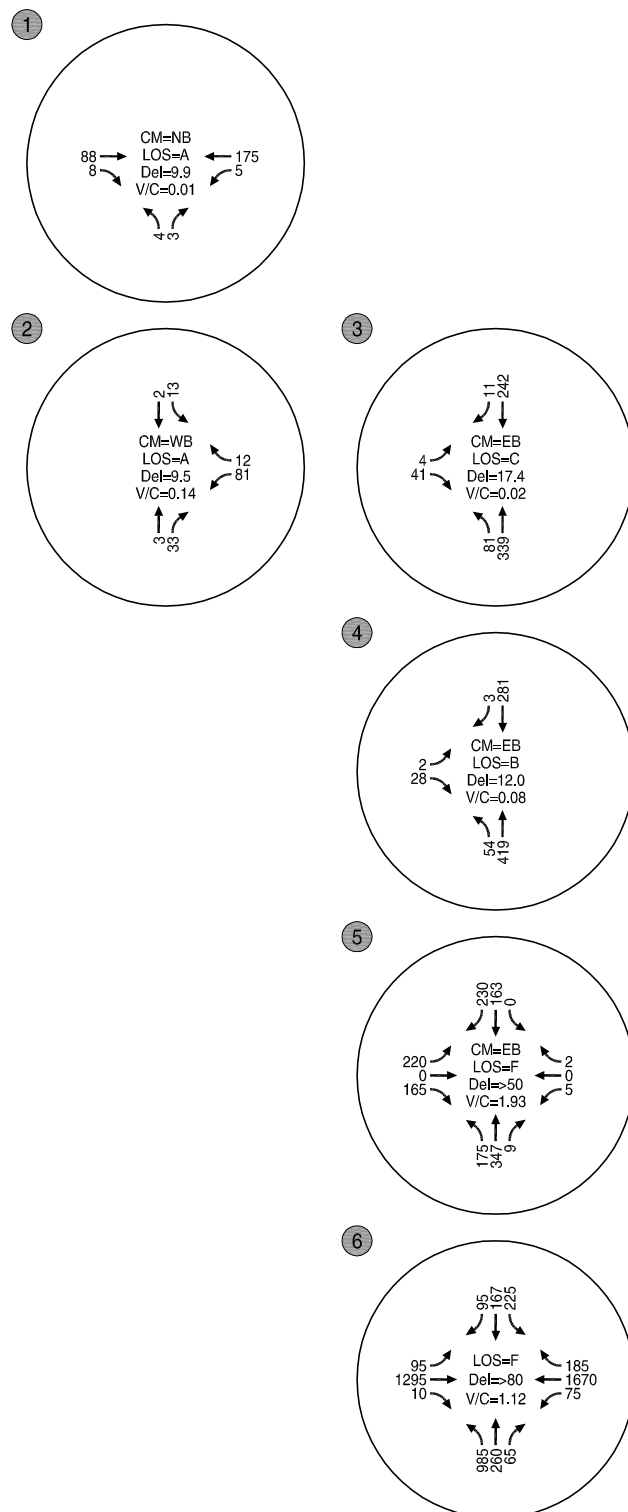 1
CM=NB
LOS=A
Del=9.9
V/C=0.01
88
8
175
5
4
3
2
2
13
CM=WB
LOS=A
Del=9.5
V/C=0.14
12
81
3
33
3
11
242
CM=EB
LOS=C
Del=17.4
V/C=0.02
4
41
81
339
4
3
281
CM=EB
LOS=B
Del=12.0
V/C=0.08
2
28
54
419
5
230
163
0
CM=EB
LOS=F
Del=>50
V/C=1.93
220
0
165
2
0
5
175
347
9
6
95
167
225
LOS=F
Del=>80
V/C=1.12
95
1295
10
185
1670
75
985
260
65